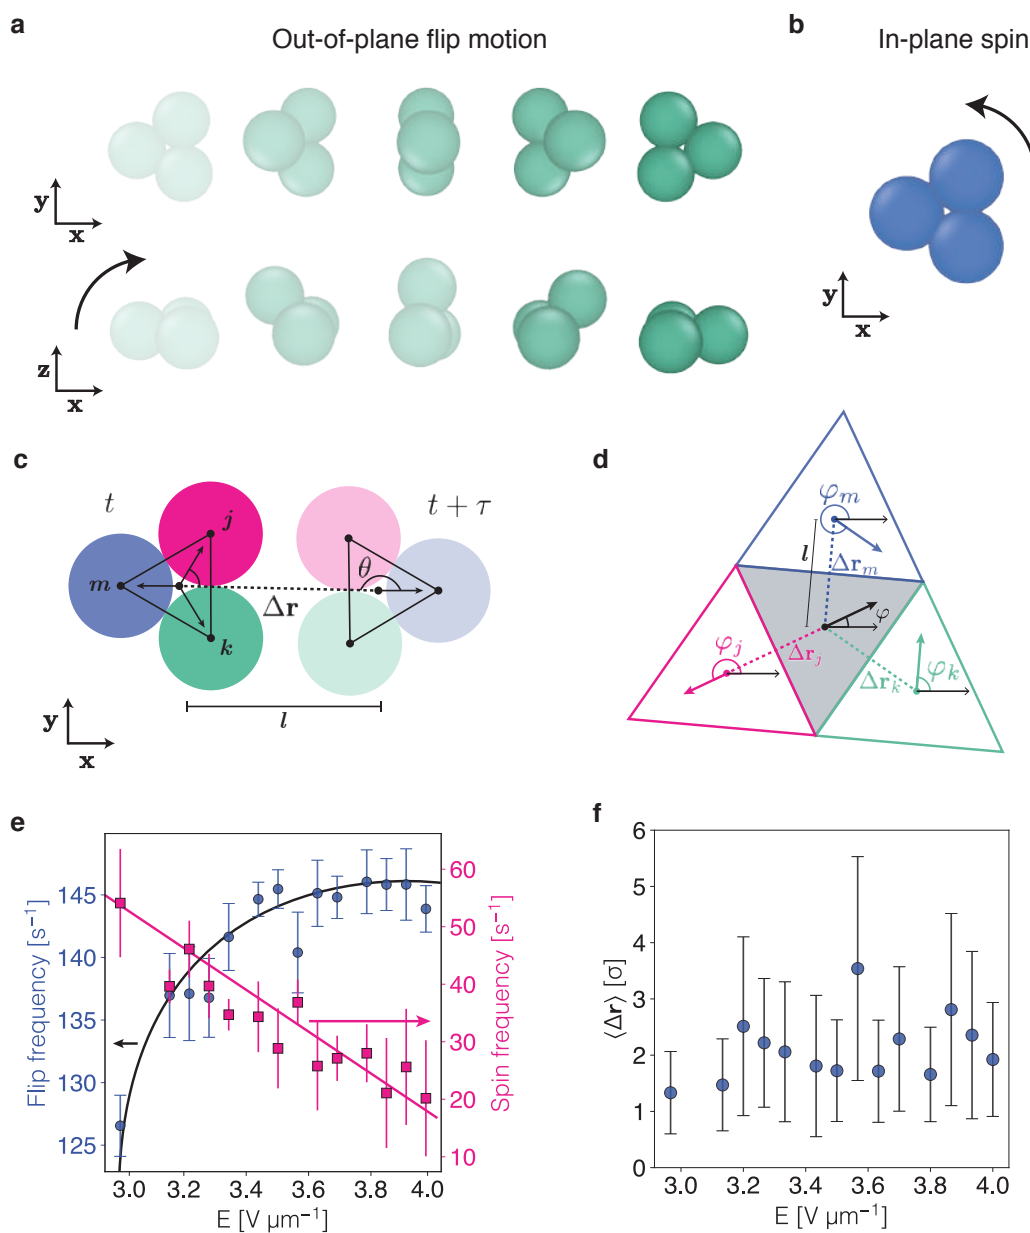 a
Out-of-plane flip motion
b
In-plane spin
y
x
z
x
y
x
c
t
j
m
k
Δr
θ
t + τ
l
y
x
d
φm
l
Δrm
φ
φj
Δrj
Δrk
φk
e
Flip frequency [s⁻¹]
145
140
135
130
125
60
50
40
30
20
10
Spin frequency [s⁻¹]
3.0 3.2 3.4 3.6 3.8 4.0
E [V μm⁻¹]
f
⟨Δr⟩ [σ]
6
5
4
3
2
1
0
3.0 3.2 3.4 3.6 3.8 4.0
E [V μm⁻¹]